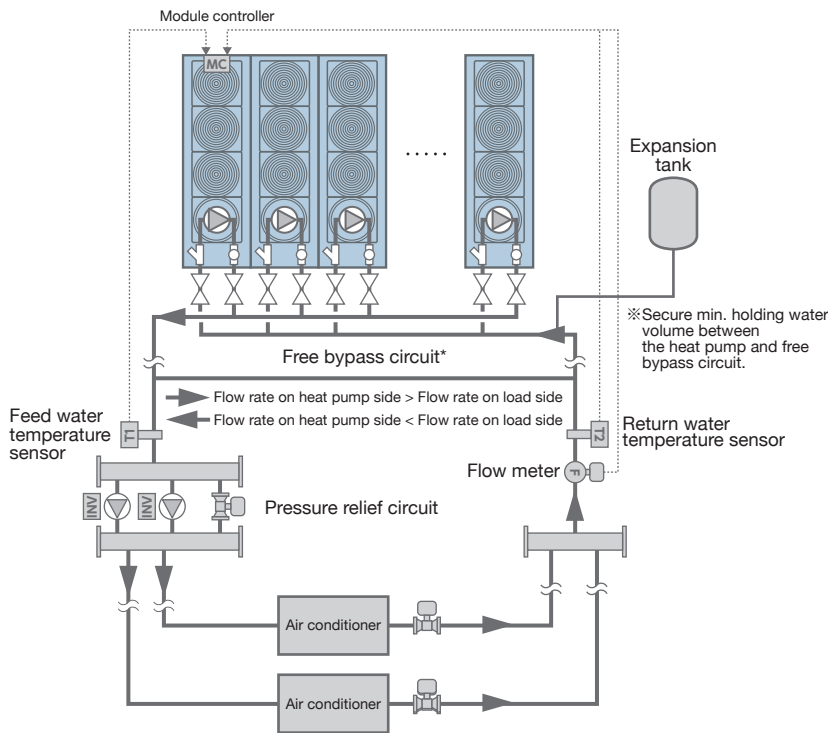 Module controller
MC
Expansion
tank
※Secure min. holding water
volume between
the heat pump and free
bypass circuit.
Free bypass circuit*
Flow rate on heat pump side > Flow rate on load side
Flow rate on heat pump side < Flow rate on load side
Feed water
temperature
sensor
T1
T2
Return water
temperature sensor
Flow meter
F
INV
INV
Pressure relief circuit
Air conditioner
Air conditioner